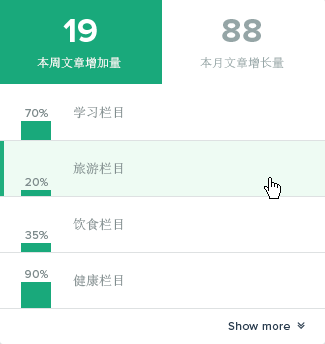 19
88
本周文章增加量
本月文章增长量
70%
学习栏目
旅游栏目
20%
饮食栏目
35%
90%
健康栏目
Show more